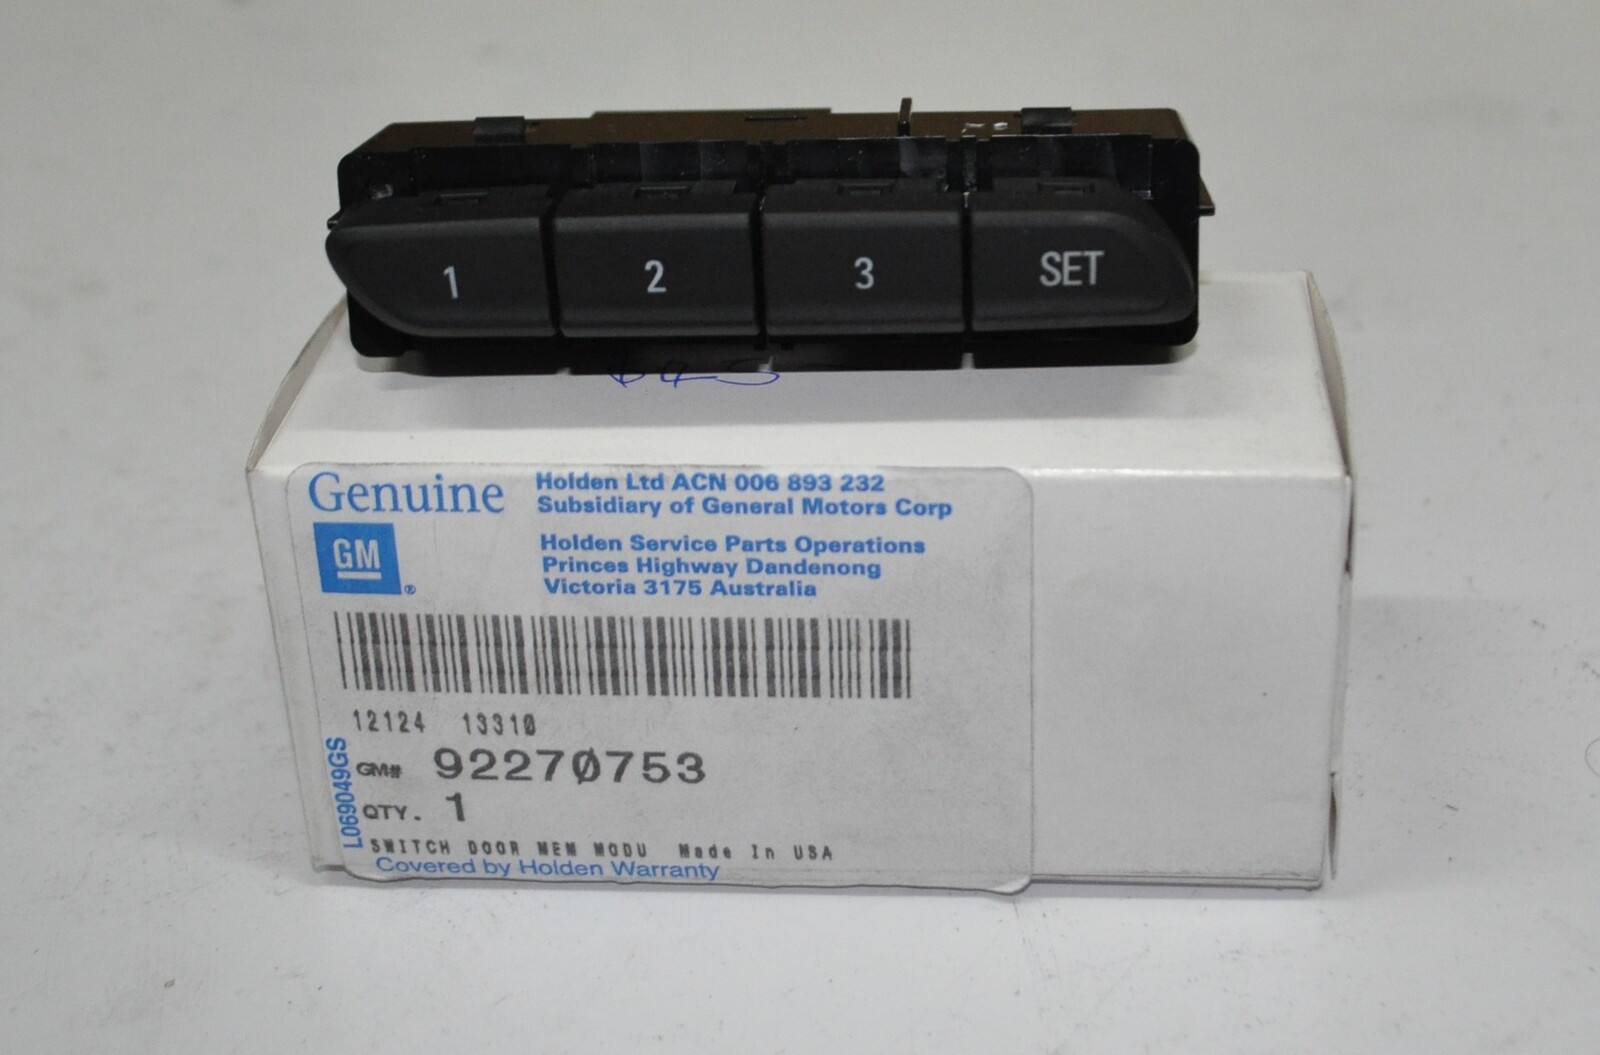 1 2 3 SET
Genuine
GM
®
Holden Ltd ACN 006 893 232
Subsidiary of General Motors Corp
Holden Service Parts Operations
Princes Highway Dandenong
Victoria 3175 Australia
12124 13310
GM# 92270753
QTY. 1
SWITCH DOOR MEM MODU Made In USA
Covered by Holden Warranty
L069049GS